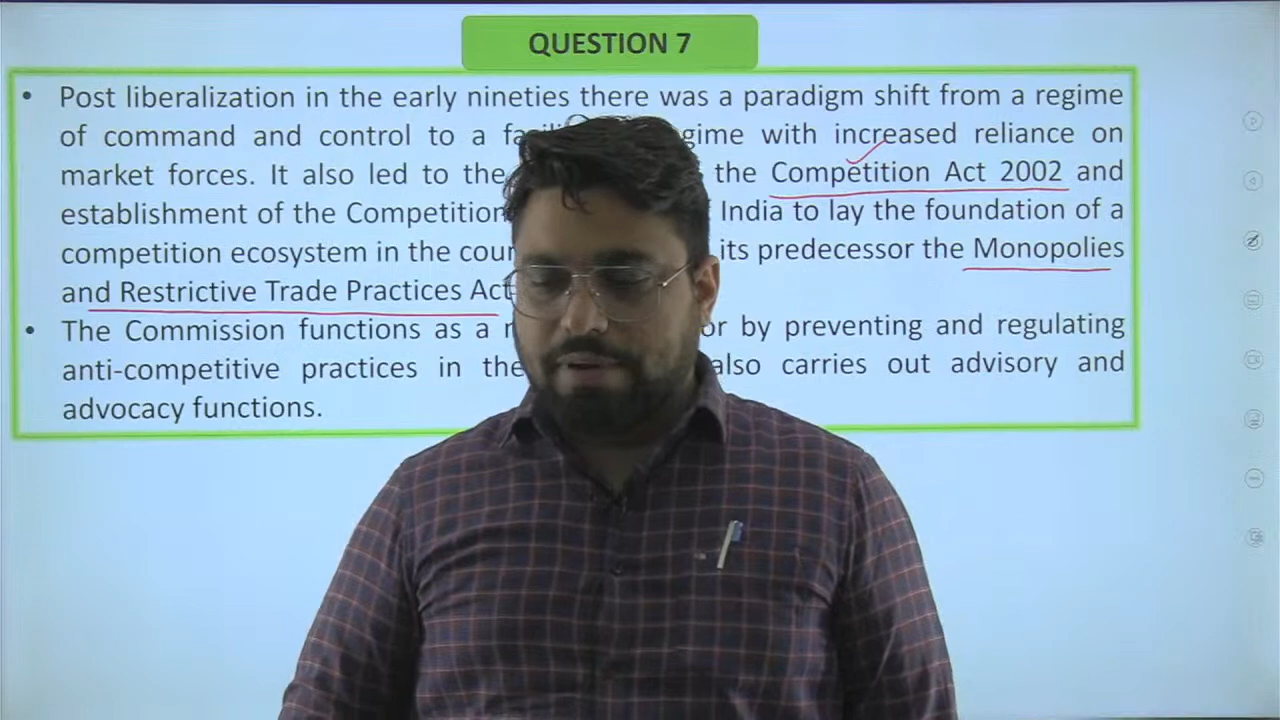 QUESTION 7
• Post liberalization in the early nineties there was a paradigm shift from a regime
of command and control to a gime with increased reliance on
market forces. It also led to the the Competition Act 2002 and
establishment of the Competition India to lay the foundation of a
competition ecosystem in the its predecessor the Monopolies
and Restrictive Trade Practices Act
• The Commission functions as a or by preventing and regulating
anti-competitive practices in the also carries out advisory and
advocacy functions.